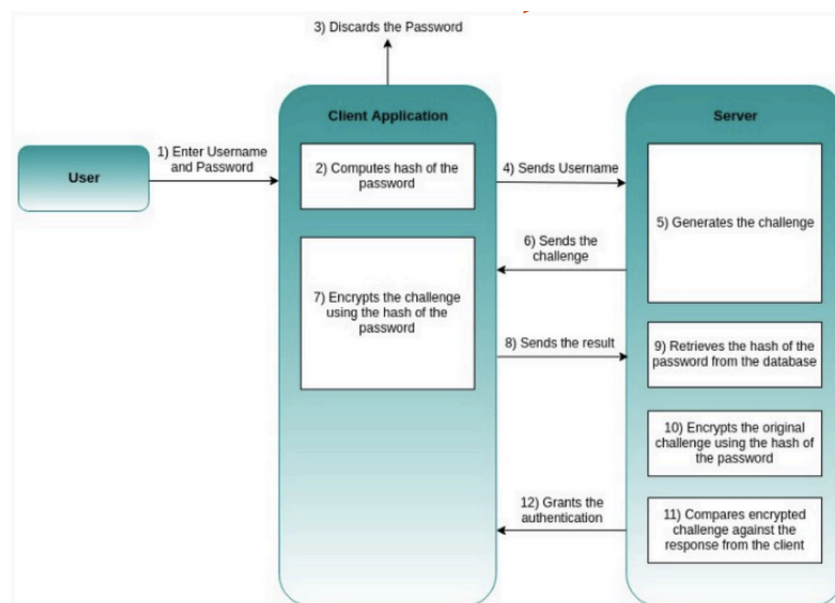 3) Discards the Password
Client Application
Server
1) Enter Username
and Password
User
2) Computes hash of the
password
4) Sends Username
5) Generates the challenge
6) Sends the
challenge
7) Encrypts the challenge
using the hash of the
password
8) Sends the result
9) Retrieves the hash of the
password from the database
10) Encrypts the original
challenge using the hash of
the password
12) Grants the
authentication
11) Compares encrypted
challenge against the
response from the client